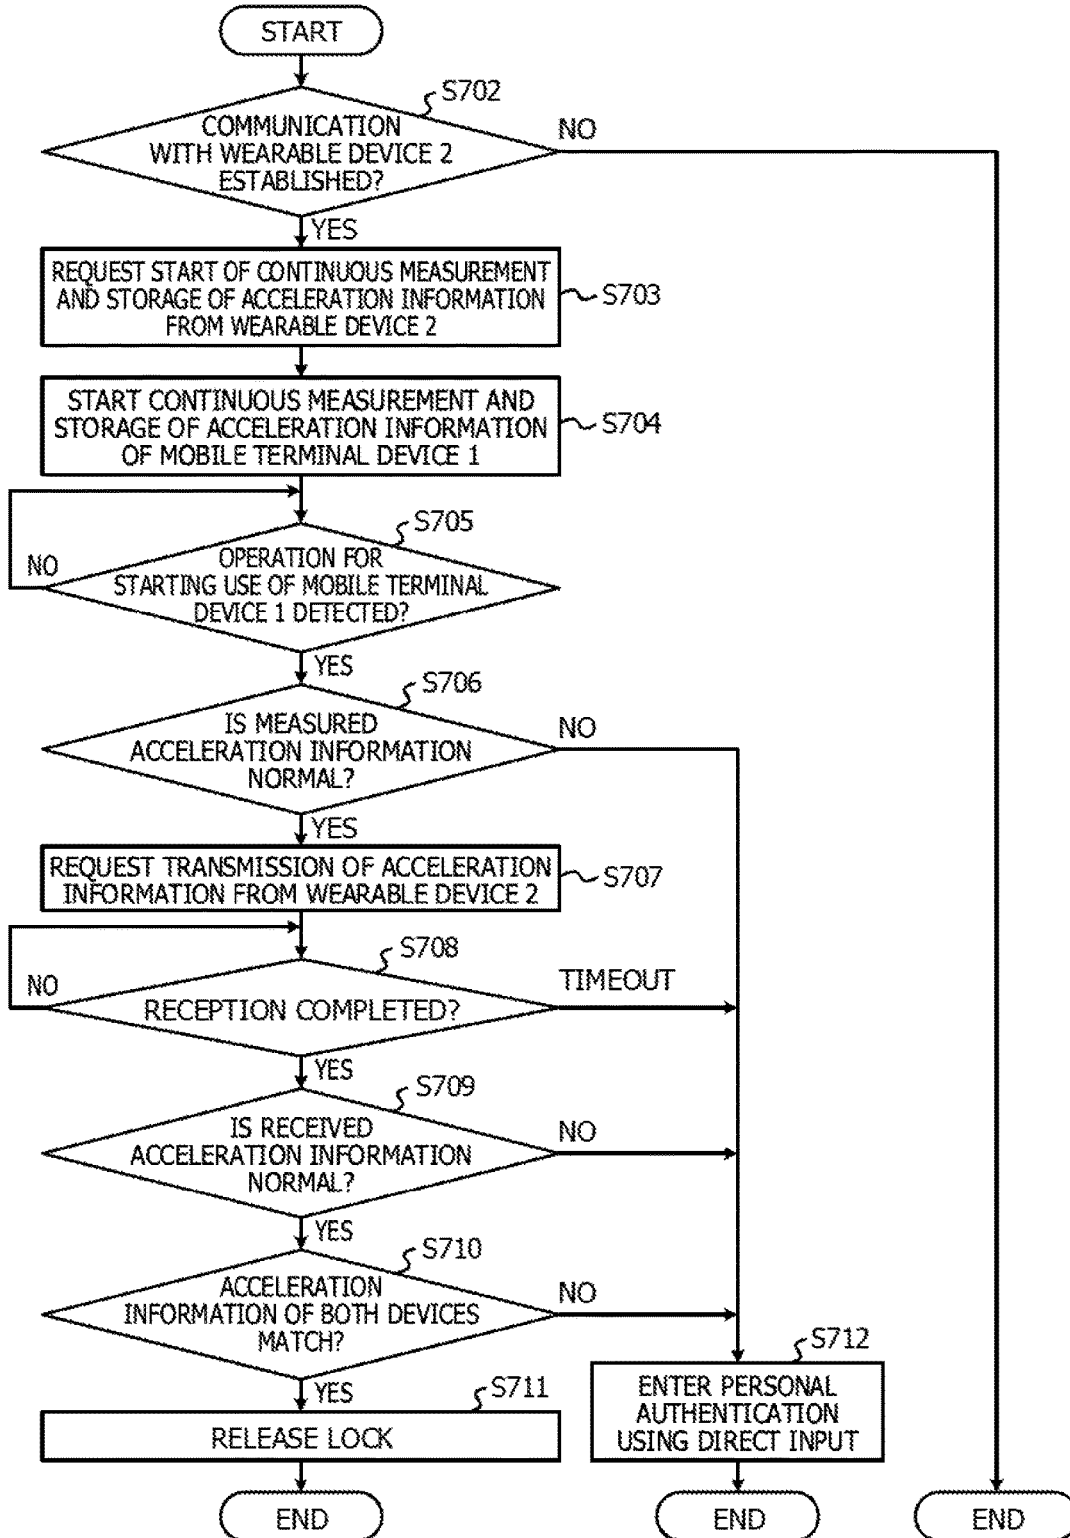 START
S702
COMMUNICATION
WITH WEARABLE DEVICE 2
ESTABLISHED?
NO
YES
REQUEST START OF CONTINUOUS MEASUREMENT
AND STORAGE OF ACCELERATION INFORMATION
FROM WEARABLE DEVICE 2
S703
START CONTINUOUS MEASUREMENT AND
STORAGE OF ACCELERATION INFORMATION
OF MOBILE TERMINAL DEVICE 1
S704
S705
OPERATION FOR
STARTING USE OF MOBILE TERMINAL
DEVICE 1 DETECTED?
NO
YES
S706
IS MEASURED
ACCELERATION INFORMATION
NORMAL?
NO
YES
REQUEST TRANSMISSION OF ACCELERATION
INFORMATION FROM WEARABLE DEVICE 2
S707
S708
RECEPTION COMPLETED?
NO
TIMEOUT
YES
S709
IS RECEIVED
ACCELERATION INFORMATION
NORMAL?
NO
YES
S710
ACCELERATION
INFORMATION OF BOTH DEVICES
MATCH?
NO
YES
S711
RELEASE LOCK
S712
ENTER PERSONAL
AUTHENTICATION
USING DIRECT INPUT
END
END
END